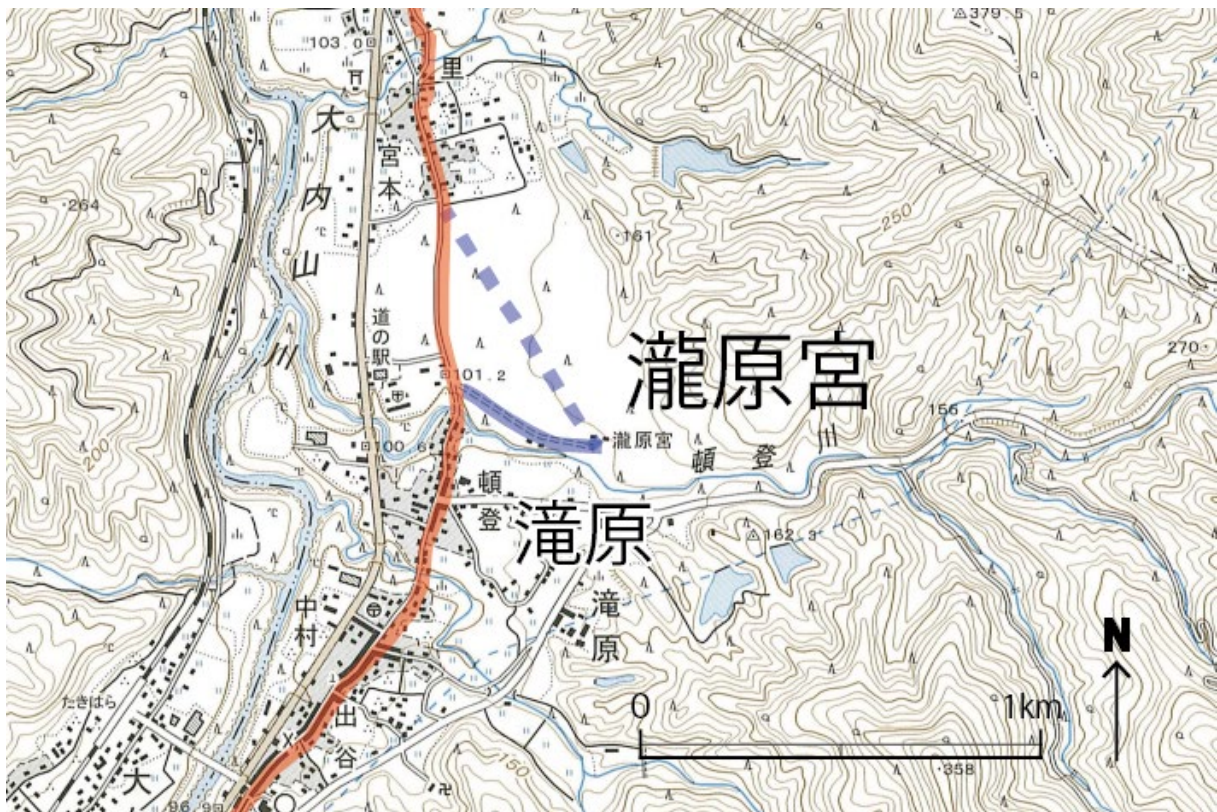 379.5
103.0
里
大内山川
宮本
264
250
161
道の駅
瀧原宮
270
101.2
156
瀧原宮
100.6
頓登川
200
頓登
滝原
162.3
中村
滝原
N
たきはら
0 1km
出谷
大
150
358
96.9